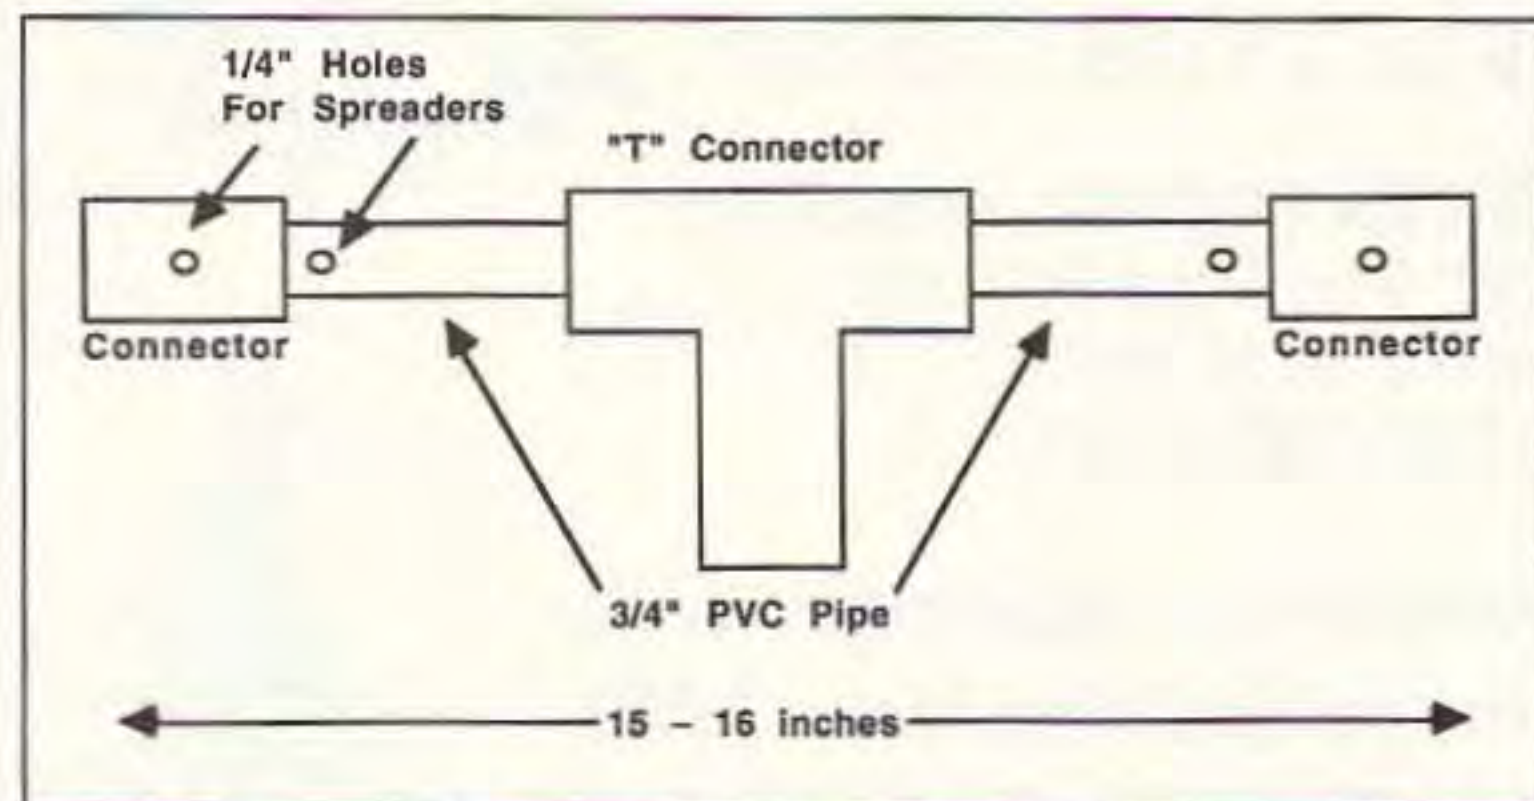 1/4" Holes
For Spreaders
"T" Connector
Connector
Connector
3/4" PVC Pipe
15 – 16 inches